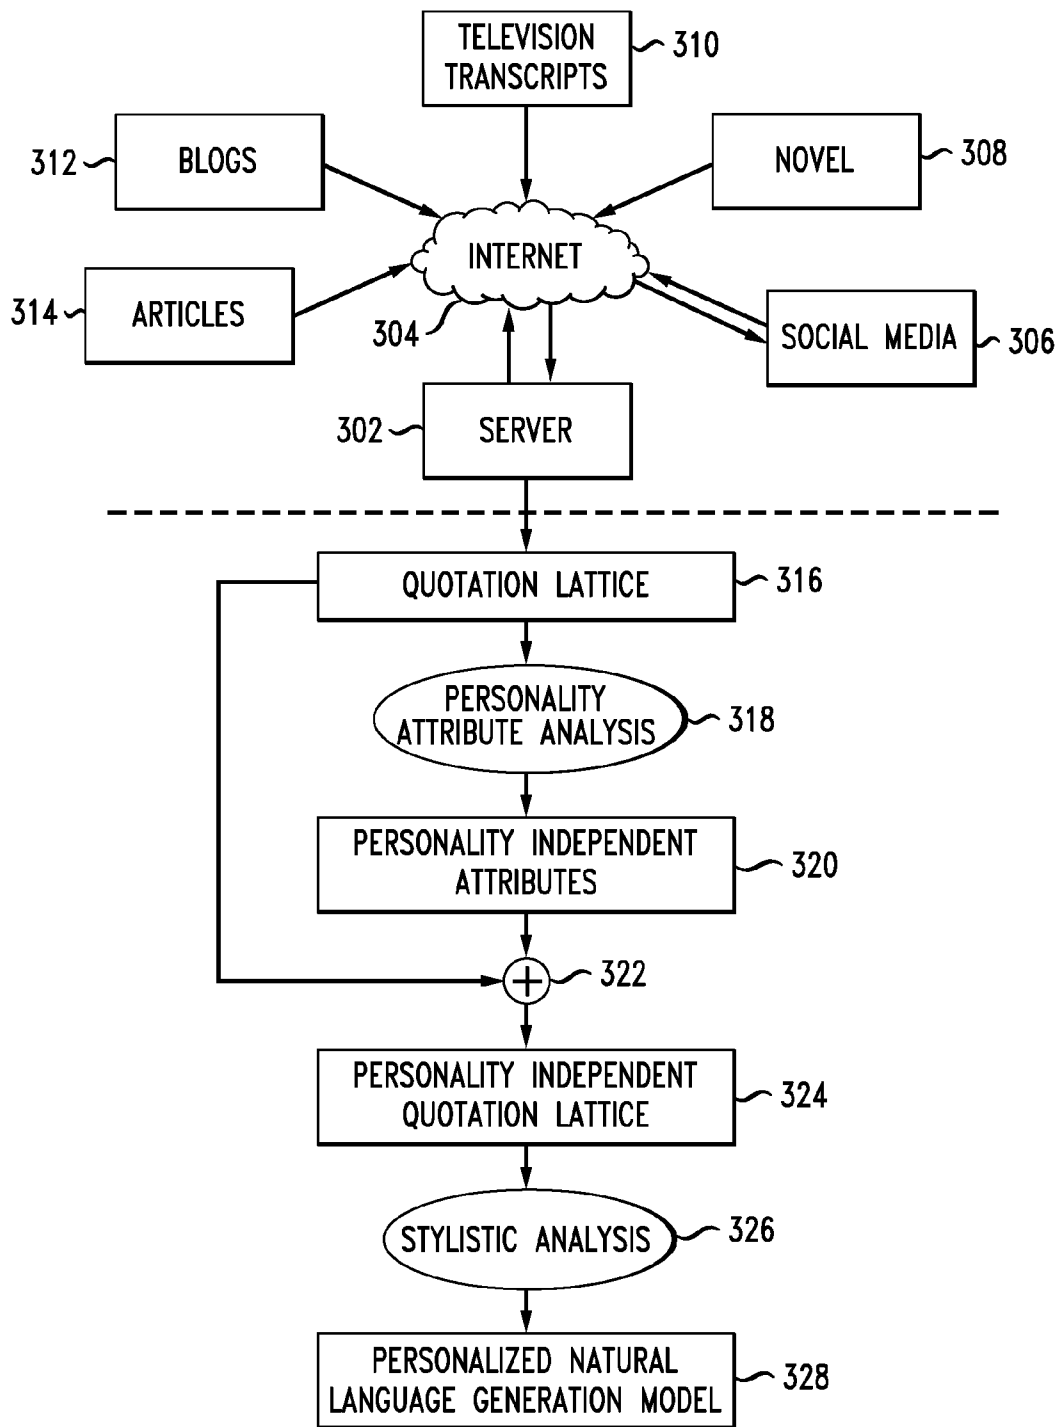 TELEVISION
TRANSCRIPTS
310
312
BLOGS
NOVEL
308
INTERNET
314
ARTICLES
304
SOCIAL MEDIA
306
302
SERVER
QUOTATION LATTICE
316
PERSONALITY
ATTRIBUTE ANALYSIS
318
PERSONALITY INDEPENDENT
ATTRIBUTES
320
+
322
PERSONALITY INDEPENDENT
QUOTATION LATTICE
324
STYLISTIC ANALYSIS
326
PERSONALIZED NATURAL
LANGUAGE GENERATION MODEL
328